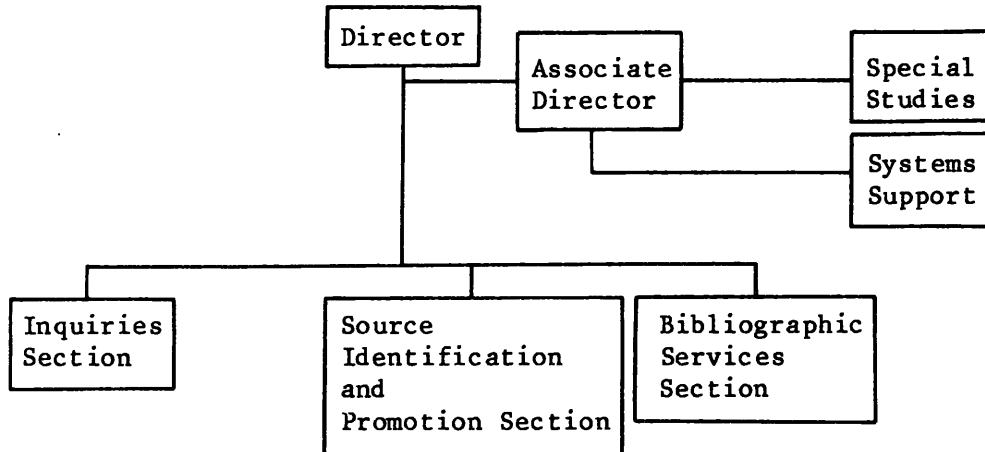 Director
Associate
Director
Special
Studies
Systems
Support
Inquiries
Section
Source
Identification
and
Promotion Section
Bibliographic
Services
Section